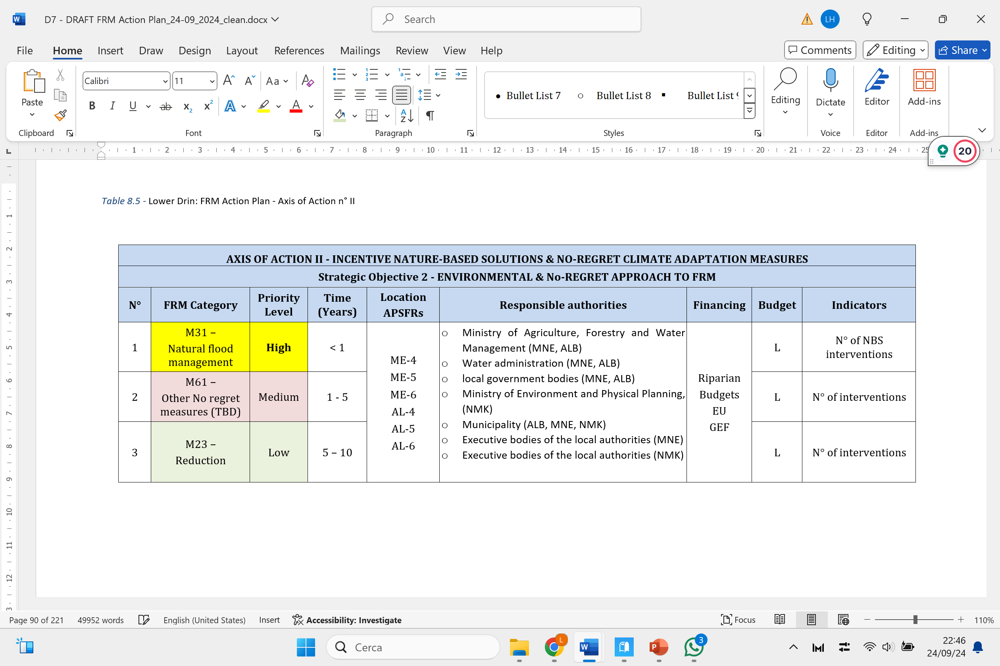 D7 - DRAFT FRM Action Plan_24-09_2024_clean.docx
Search
LH
File Home Insert Draw Design Layout References Mailings Review View Help
Comments Editing Share
Paste
Clipboard
Calibri 11
Font
Paragraph
Bullet List 7 Bullet List 8 Bullet List
Styles
Editing
Dictate
Voice
Editor
Editor
Add-ins
Add-ins
1 2 3 4 5 6 7 8 9 10 11 12 13 14 15 16 17 18 19 20 21 22 23 24 25
20
Table 8.5 - Lower Drin: FRM Action Plan - Axis of Action n° II
AXIS OF ACTION II - INCENTIVE NATURE-BASED SOLUTIONS & NO-REGRET CLIMATE ADAPTATION MEASURES
Strategic Objective 2 - ENVIRONMENTAL & No-REGRET APPROACH TO FRM
N°
FRM Category
Priority
Level
Time
(Years)
Location
APSFRs
Responsible authorities
Financing
Budget
Indicators
1
M31 –
Natural flood
management
High
< 1
ME-4
ME-5
ME-6
AL-4
AL-5
AL-6
o Ministry of Agriculture, Forestry and Water
Management (MNE, ALB)
o Water administration (MNE, ALB)
o local government bodies (MNE, ALB)
o Ministry of Environment and Physical Planning,
(NMK)
o Municipality (ALB, MNE, NMK)
o Executive bodies of the local authorities (MNE)
o Executive bodies of the local authorities (NMK)
Riparian
Budgets
EU
GEF
L
N° of NBS
interventions
2
M61 –
Other No regret
measures (TBD)
Medium
1 - 5
L
N° of interventions
3
M23 –
Reduction
Low
5 – 10
L
N° of interventions
1
2
3
4
5
6
7
8
9
10
11
12
Page 90 of 221 49952 words English (United States) Insert Accessibility: Investigate Focus 110%
Cerca
L
3
22:46
24/09/24